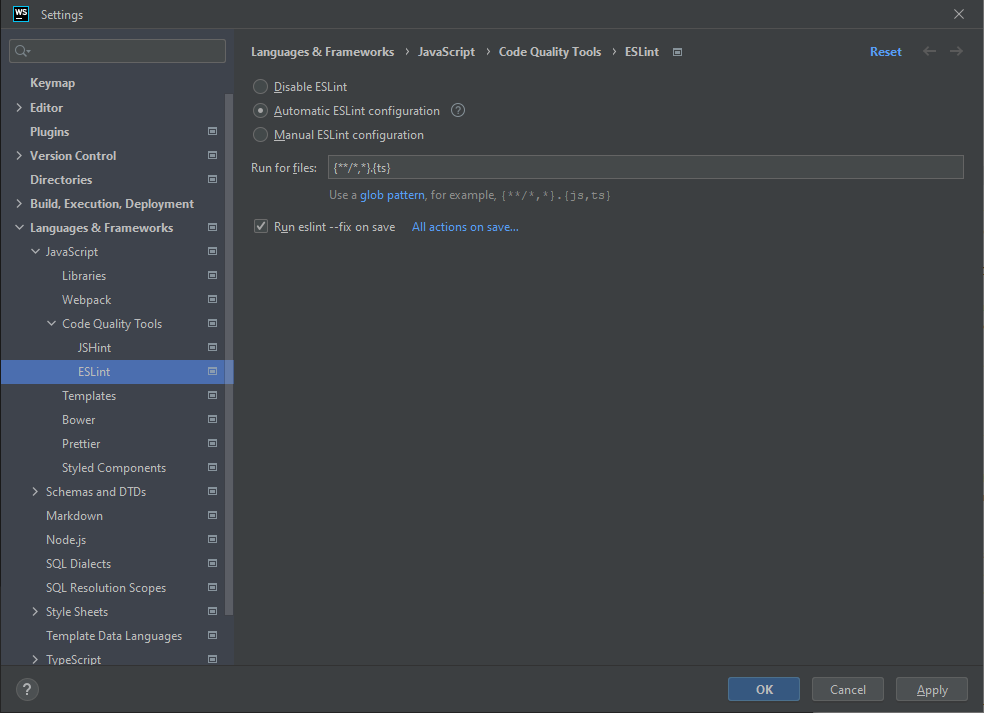 WS Settings
Languages & Frameworks › JavaScript › Code Quality Tools › ESLint Reset
Keymap
Editor
Plugins
Version Control
Directories
Build, Execution, Deployment
Languages & Frameworks
JavaScript
Libraries
Webpack
Code Quality Tools
JSHint
ESLint
Templates
Bower
Prettier
Styled Components
Schemas and DTDs
Markdown
Node.js
SQL Dialects
SQL Resolution Scopes
Style Sheets
Template Data Languages
TypeScript
Disable ESLint
Automatic ESLint configuration ?
Manual ESLint configuration
Run for files: {**/*,*}.{ts}
Use a glob pattern, for example, {**/*,*}.{js,ts}
Run eslint --fix on save All actions on save...
? OK Cancel Apply